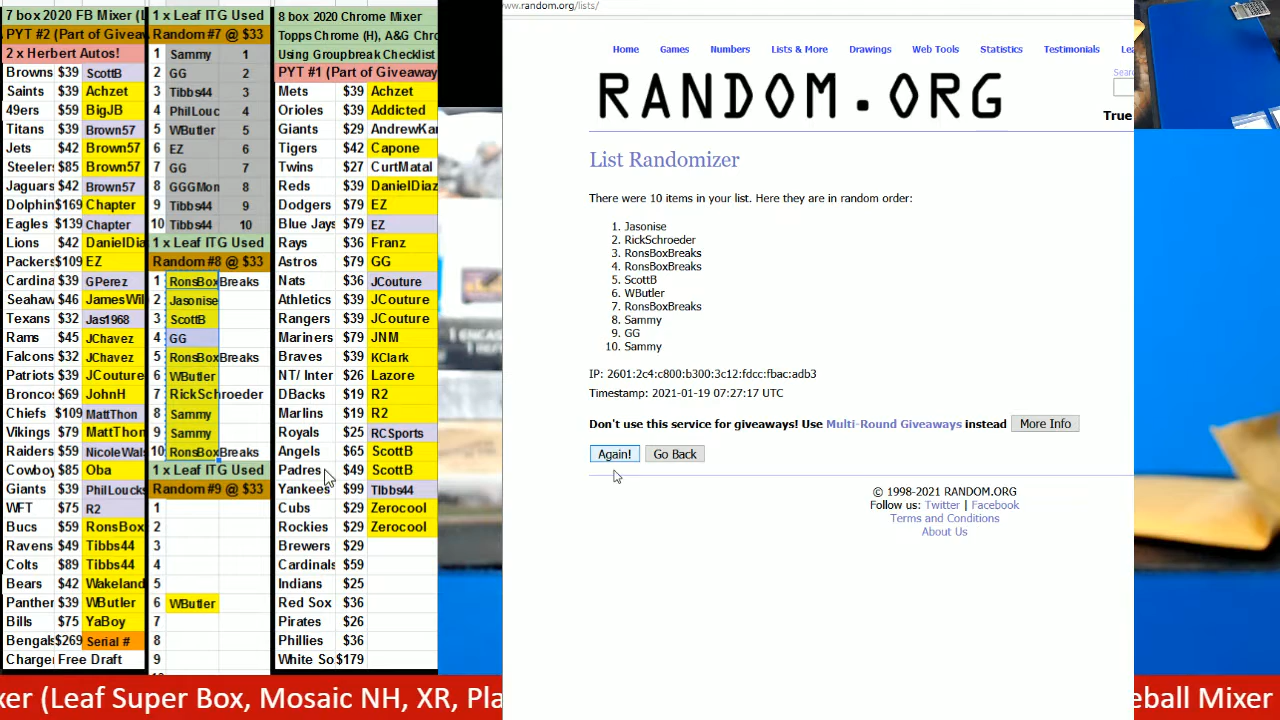 7 box 2020 FB Mixer (L
PYT #2 (Part of Giveav
2 x Herbert Autos!
Browns $39 ScottB
Saints $39 Achzet
49ers $59 BigJB
Titans $39 Brown57
Jets $42 Brown57
Steelers $85 Brown57
Jaguars $42 Brown57
Dolphin $169 Chapter
Eagles $139 Chapter
Lions $42 DanielDia
Packers $109 EZ
Cardina $39 GPerez
Seahaw $46 JamesWil
Texans $32 Jas1968
Rams $45 JChavez
Falcons $32 JChavez
Patriots $39 JCouture
Bronco $69 JohnH
Chiefs $109 MattThon
Vikings $79 MattThon
Raiders $59 NicoleWals
Cowboy $85 Oba
Giants $39 PhilLoucks
WFT $75 R2
Bucs $59 RonsBox
Ravens $49 Tibbs44
Colts $89 Tibbs44
Bears $42 Wakeland
Panther $39 WButler
Bills $75 YaBoy
Bengals $269 Serial #
Charger Free Draft
1 x Leaf ITG Used
Random #7 @ $33
1 Sammy 1
2 GG 2
3 Tibbs44 3
4 PhilLouc 4
5 WButler 5
6 EZ 6
7 GG 7
8 GGGMon 8
9 Tibbs44 9
10 Tibbs44 10
1 x Leaf ITG Used
Random #8 @ $33
1 RonsBoxBreaks
2 Jasonise
3 ScottB
4 GG
5 RonsBoxBreaks
6 WButler
7 RickSchroeder
8 Sammy
9 Sammy
10 RonsBoxBreaks
1 x Leaf ITG Used
Random #9 @ $33
1
2
3
4
5
6 WButler
7
8
9
8 box 2020 Chrome Mixer
Topps Chrome (H), A&G Chr
Using Groupbreak Checklist
PYT #1 (Part of Giveaway
Mets $39 Achzet
Orioles $39 Addicted
Giants $29 AndrewKar
Tigers $42 Capone
Twins $27 CurtMatal
Reds $39 DanielDiaz
Dodgers $79 EZ
Blue Jays $79 EZ
Rays $36 Franz
Astros $79 GG
Nats $36 JCouture
Athletics $39 JCouture
Rangers $39 JCouture
Mariners $79 JNM
Braves $39 KClark
NT/ Inter $26 Lazore
DBacks $19 R2
Marlins $19 R2
Royals $25 RCSports
Angels $65 ScottB
Padres $49 ScottB
Yankees $99 TIbbs44
Cubs $29 Zerocool
Rockies $29 Zerocool
Brewers $29
Cardinals $59
Indians $25
Red Sox $36
Pirates $26
Phillies $36
White So $179
ww.random.org/lists/
Home Games Numbers Lists & More Drawings Web Tools Statistics Testimonials Lea
Searc
RANDOM.ORG
True
List Randomizer
There were 10 items in your list. Here they are in random order:
1. Jasonise
2. RickSchroeder
3. RonsBoxBreaks
4. RonsBoxBreaks
5. ScottB
6. WButler
7. RonsBoxBreaks
8. Sammy
9. GG
10. Sammy
IP: 2601:2c4:c800:b300:3c12:fdcc:fbac:adb3
Timestamp: 2021-01-19 07:27:17 UTC
Don't use this service for giveaways! Use Multi-Round Giveaways instead More Info
Again! Go Back
© 1998-2021 RANDOM.ORG
Follow us: Twitter | Facebook
Terms and Conditions
About Us
xer (Leaf Super Box, Mosaic NH, XR, Pla
eball Mixer